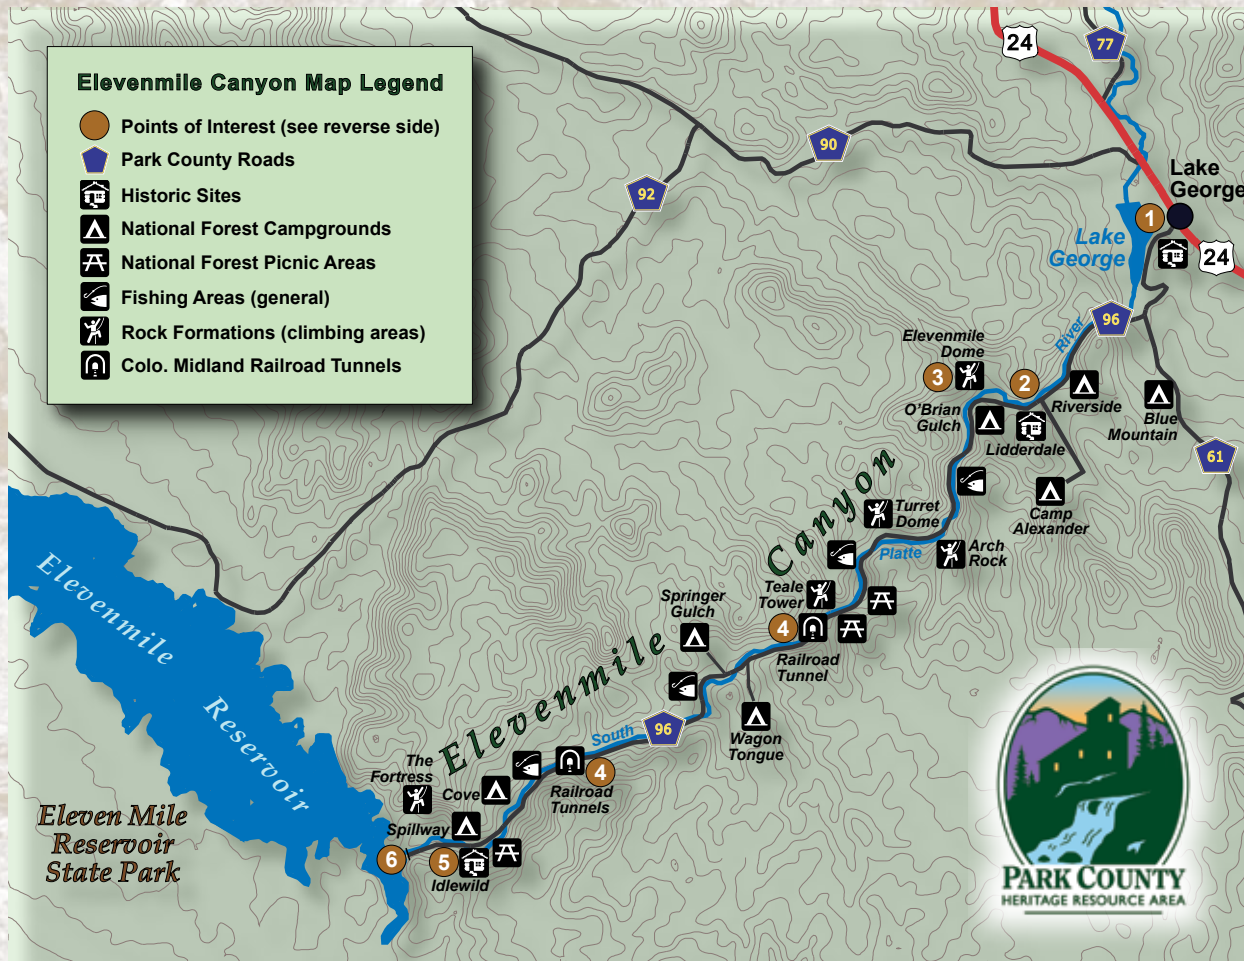 Elevenmile Canyon Map Legend
Points of Interest (see reverse side)
Park County Roads
Historic Sites
National Forest Campgrounds
National Forest Picnic Areas
Fishing Areas (general)
Rock Formations (climbing areas)
Colo. Midland Railroad Tunnels
24
77
90
92
Lake
George
1
Lake
George
24
96
River
Elevenmile
Dome
3
2
Riverside
O'Brian
Gulch
Lidderdale
Blue
Mountain
61
Camp
Alexander
Canyon
Turret
Dome
Platte
Arch
Rock
Teale
Tower
4
Railroad
Tunnel
Springer
Gulch
Elevenmile
Wagon
Tongue
96
South
4
Railroad
Tunnels
The
Fortress
Cove
Spillway
6
5
Idlewild
Elevenmile
Reservoir
Eleven Mile
Reservoir
State Park
PARK COUNTY
HERITAGE RESOURCE AREA